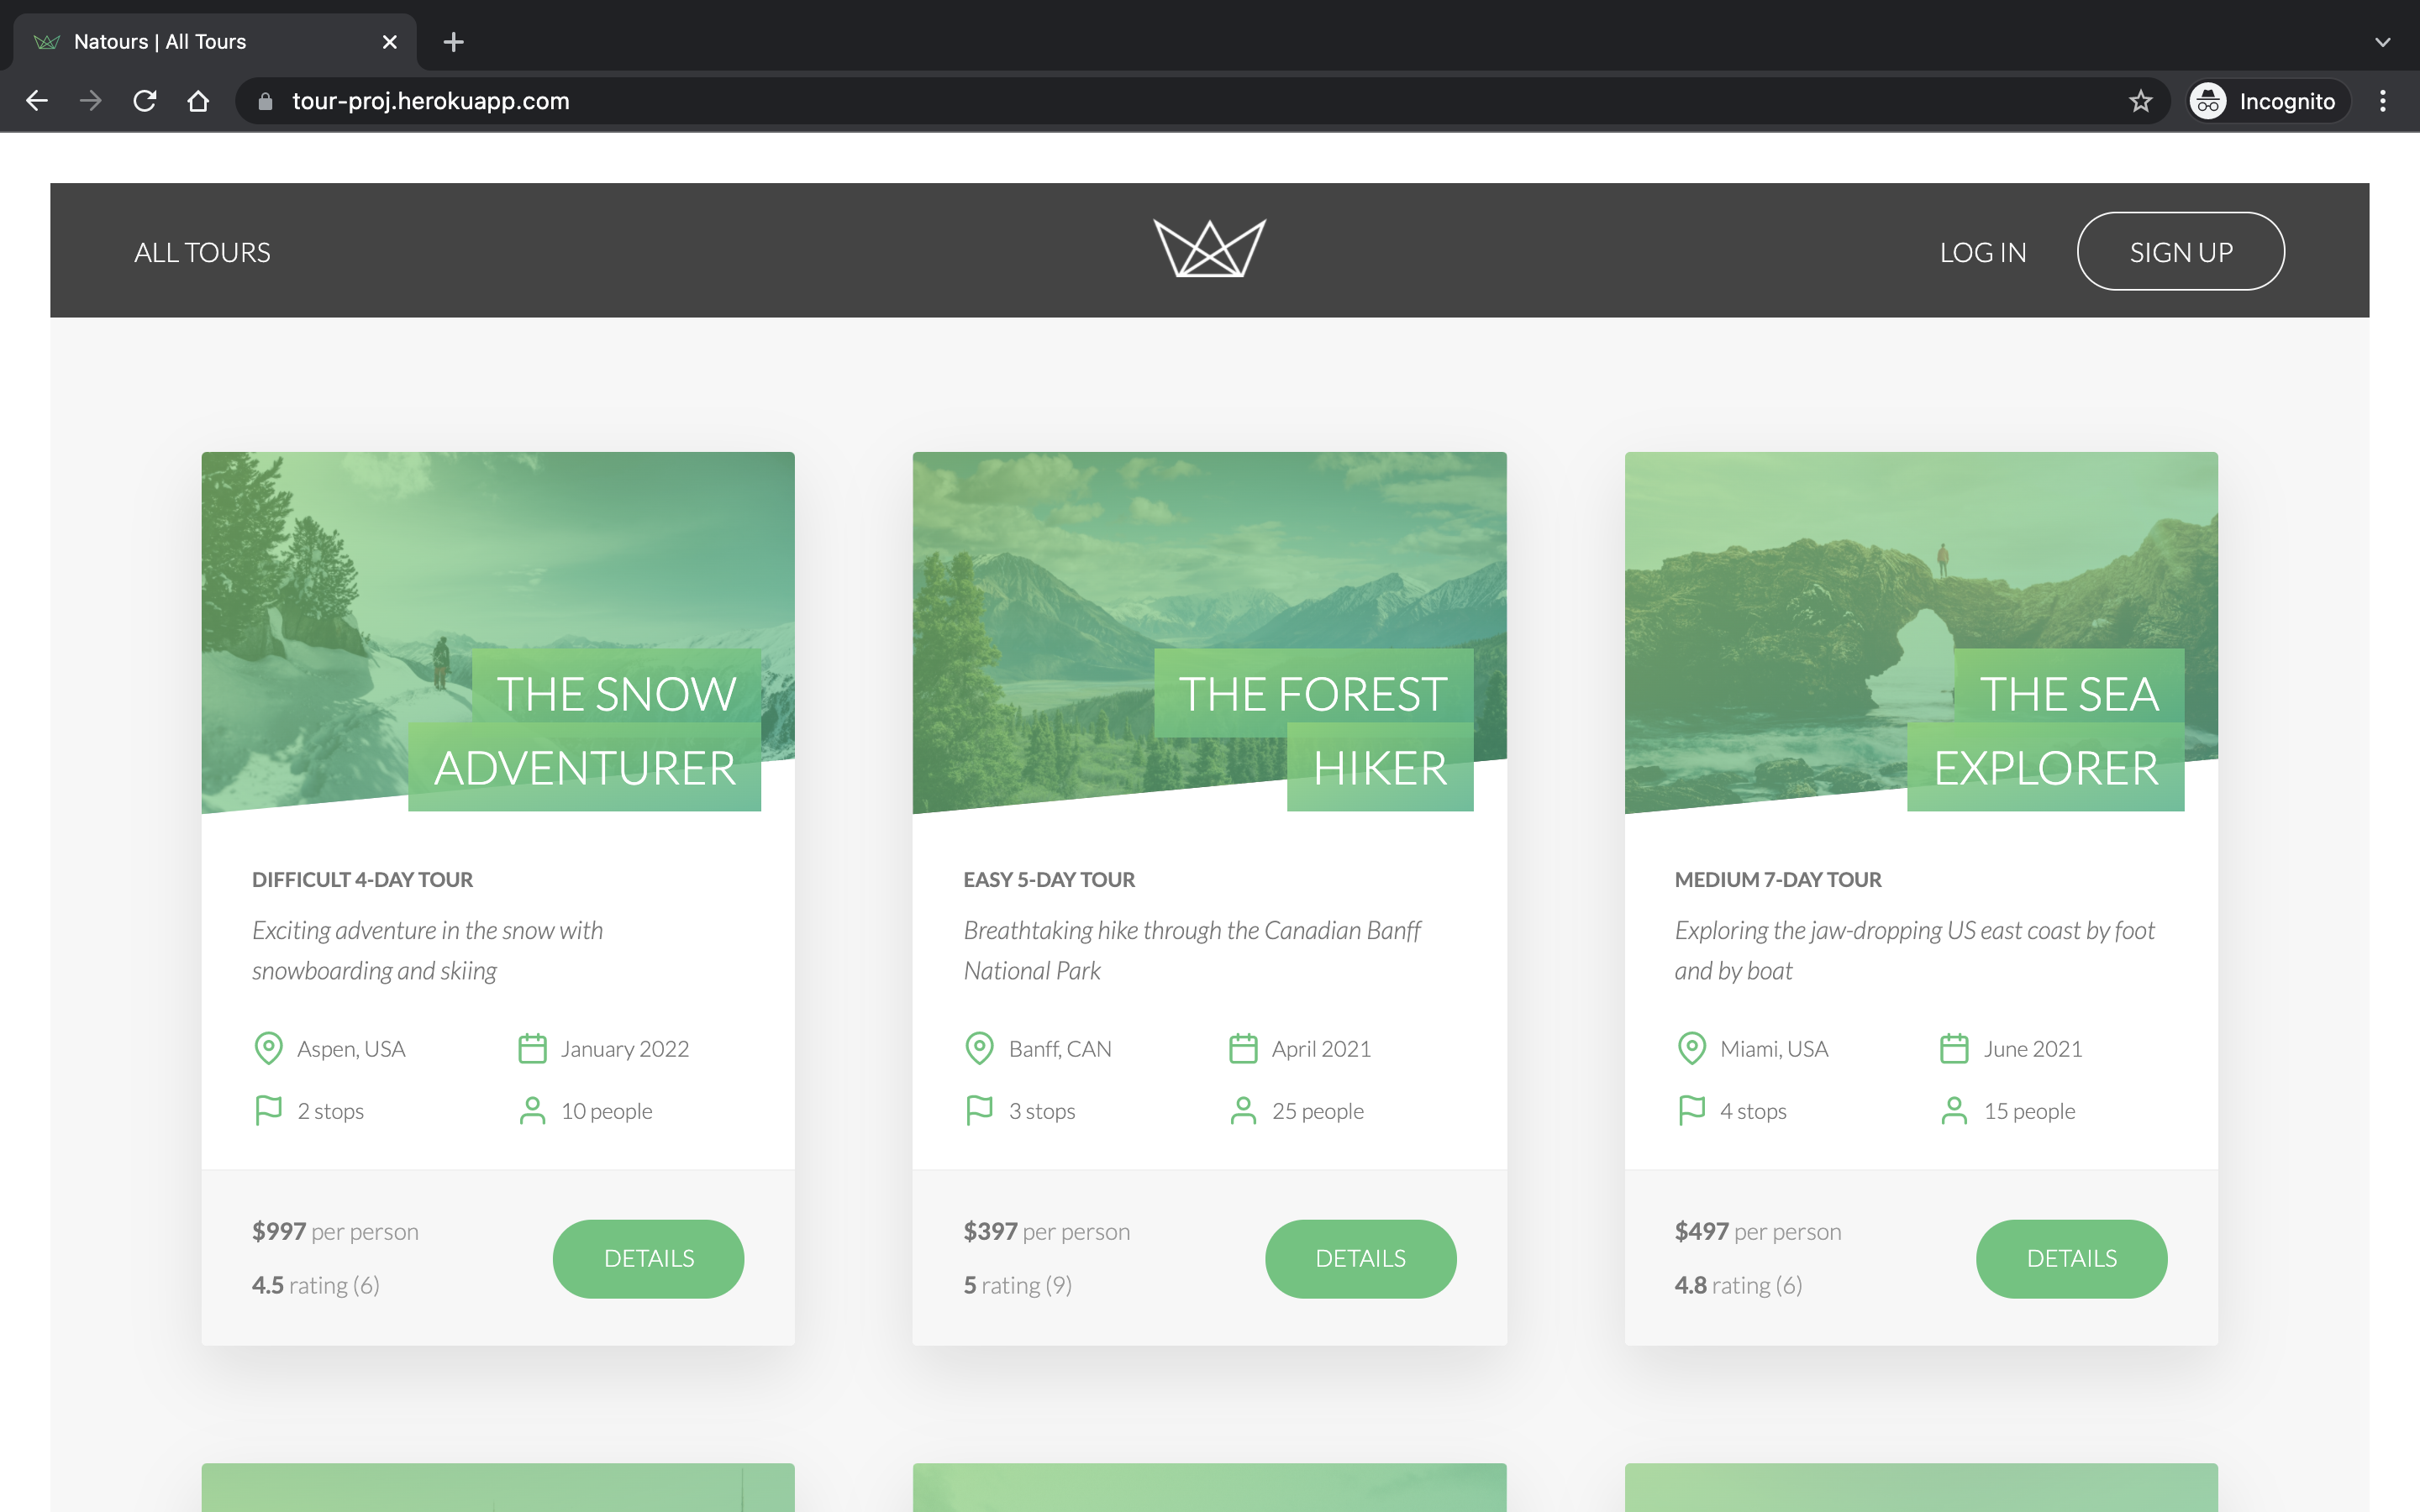 Natours | All Tours
tour-proj.herokuapp.com
Incognito
ALL TOURS
LOG IN
SIGN UP
THE SNOW
ADVENTURER
DIFFICULT 4-DAY TOUR
Exciting adventure in the snow with
snowboarding and skiing
Aspen, USA
January 2022
2 stops
10 people
$997 per person
4.5 rating (6)
DETAILS
THE FOREST
HIKER
EASY 5-DAY TOUR
Breathtaking hike through the Canadian Banff
National Park
Banff, CAN
April 2021
3 stops
25 people
$397 per person
5 rating (9)
DETAILS
THE SEA
EXPLORER
MEDIUM 7-DAY TOUR
Exploring the jaw-dropping US east coast by foot
and by boat
Miami, USA
June 2021
4 stops
15 people
$497 per person
4.8 rating (6)
DETAILS